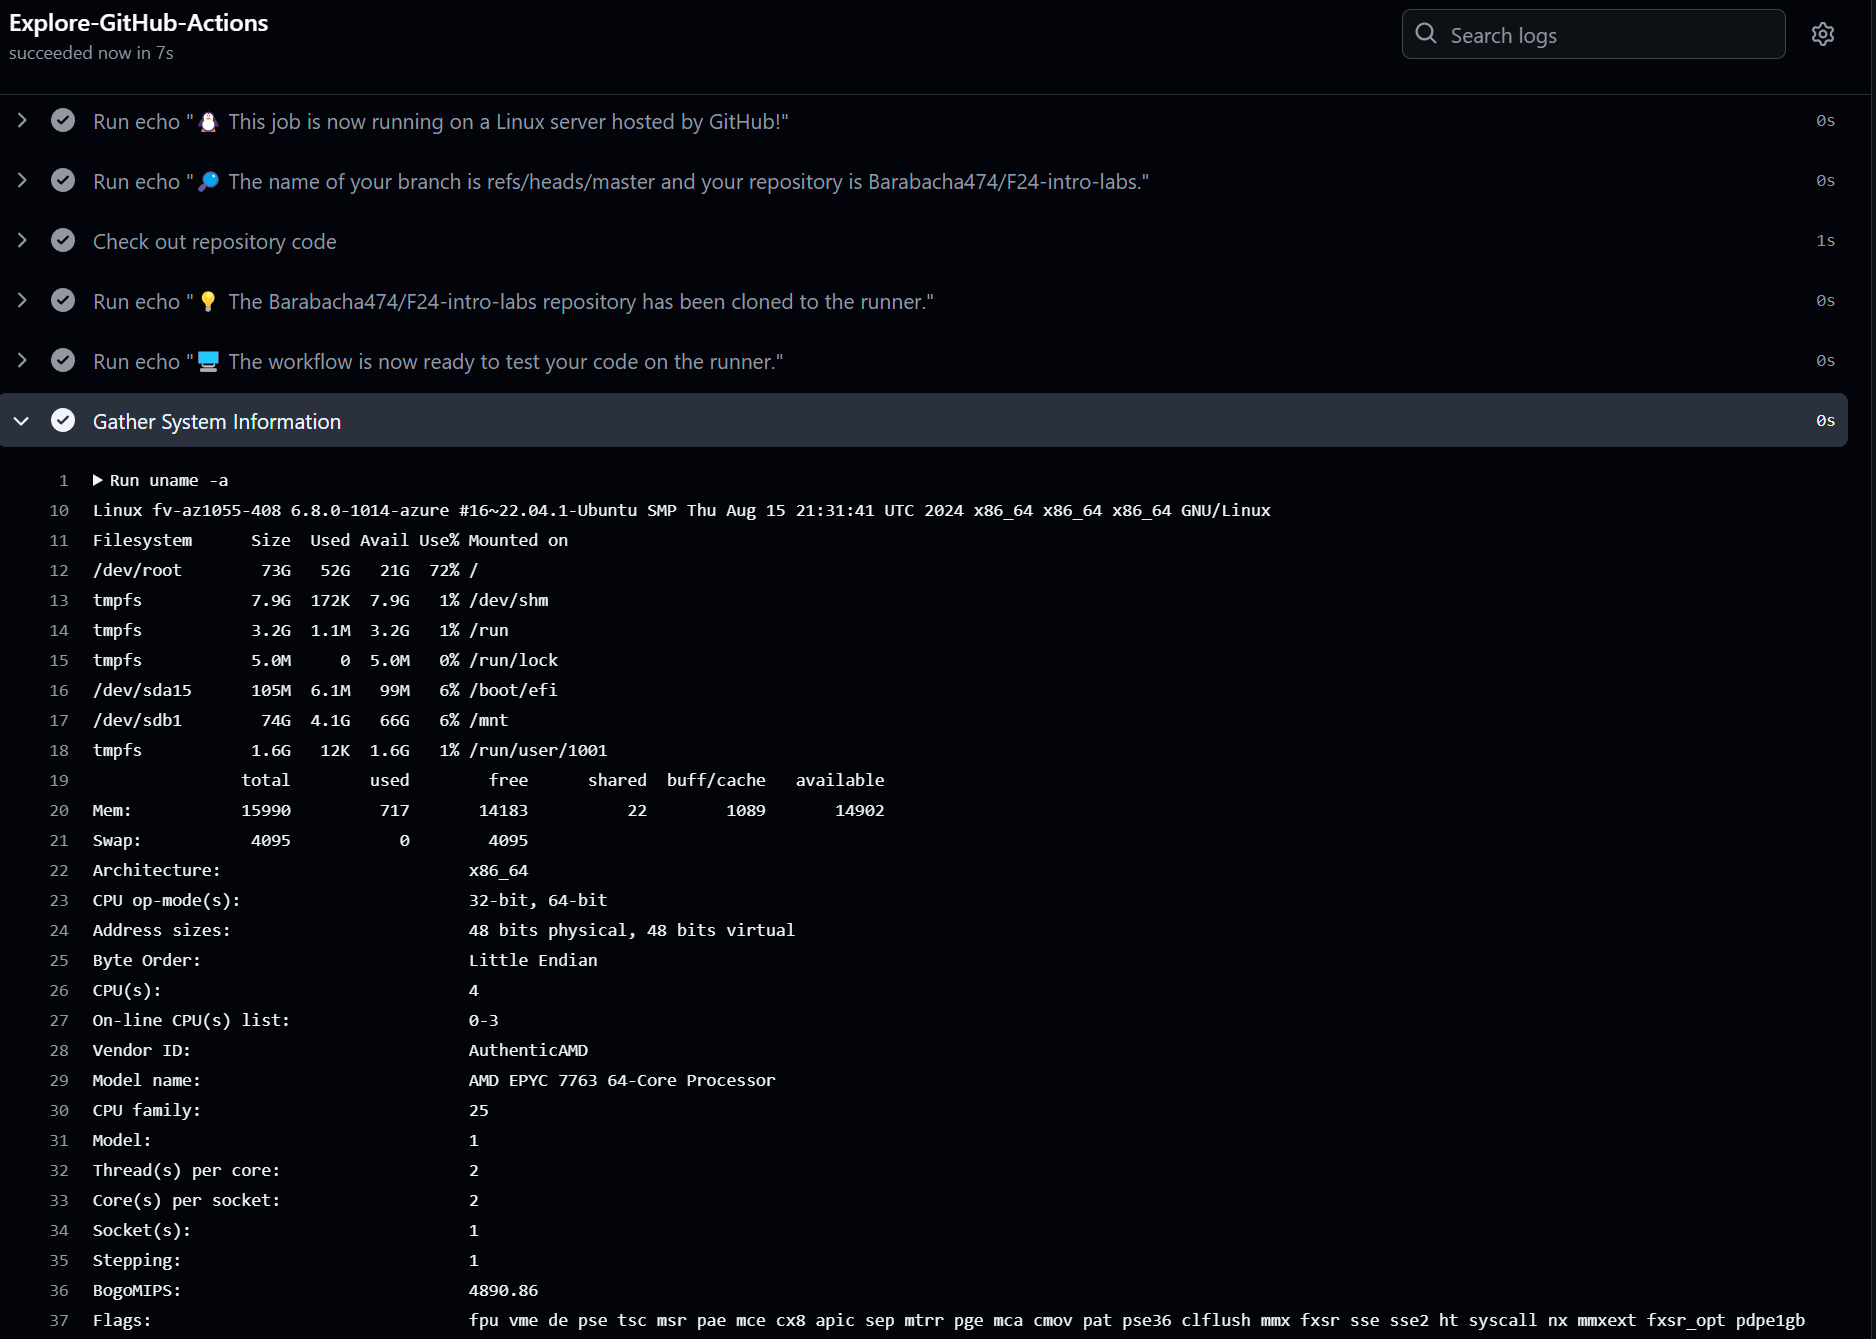 Explore-GitHub-Actions
succeeded now in 7s
Search logs
Run echo "🐧 This job is now running on a Linux server hosted by GitHub!" 0s
Run echo "🔎 The name of your branch is refs/heads/master and your repository is Barabacha474/F24-intro-labs." 0s
Check out repository code 1s
Run echo "💡 The Barabacha474/F24-intro-labs repository has been cloned to the runner." 0s
Run echo "🖥️ The workflow is now ready to test your code on the runner." 0s
Gather System Information 0s
1 ▶ Run uname -a
10 Linux fv-az1055-408 6.8.0-1014-azure #16~22.04.1-Ubuntu SMP Thu Aug 15 21:31:41 UTC 2024 x86_64 x86_64 x86_64 GNU/Linux
11 Filesystem Size Used Avail Use% Mounted on
12 /dev/root 73G 52G 21G 72% /
13 tmpfs 7.9G 172K 7.9G 1% /dev/shm
14 tmpfs 3.2G 1.1M 3.2G 1% /run
15 tmpfs 5.0M 0 5.0M 0% /run/lock
16 /dev/sda15 105M 6.1M 99M 6% /boot/efi
17 /dev/sdb1 74G 4.1G 66G 6% /mnt
18 tmpfs 1.6G 12K 1.6G 1% /run/user/1001
19 total used free shared buff/cache available
20 Mem: 15990 717 14183 22 1089 14902
21 Swap: 4095 0 4095
22 Architecture: x86_64
23 CPU op-mode(s): 32-bit, 64-bit
24 Address sizes: 48 bits physical, 48 bits virtual
25 Byte Order: Little Endian
26 CPU(s): 4
27 On-line CPU(s) list: 0-3
28 Vendor ID: AuthenticAMD
29 Model name: AMD EPYC 7763 64-Core Processor
30 CPU family: 25
31 Model: 1
32 Thread(s) per core: 2
33 Core(s) per socket: 2
34 Socket(s): 1
35 Stepping: 1
36 BogoMIPS: 4890.86
37 Flags: fpu vme de pse tsc msr pae mce cx8 apic sep mtrr pge mca cmov pat pse36 clflush mmx fxsr sse sse2 ht syscall nx mmxext fxsr_opt pdpe1gb